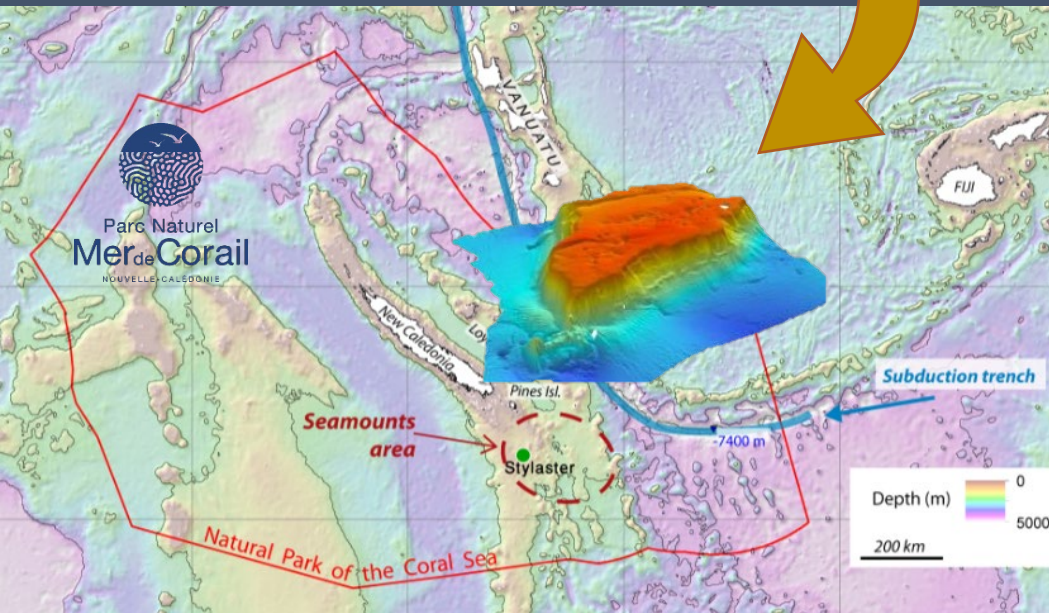 VANUATU
FIJI
Parc Naturel
Mer de Corail
NOUVELLE-CALÉDONIE
New Caledonia
Loy
Pines Isl.
Subduction trench
Seamounts
area
-7400 m
Stylaster
Depth (m)
0
5000
200 km
Natural Park of the Coral Sea